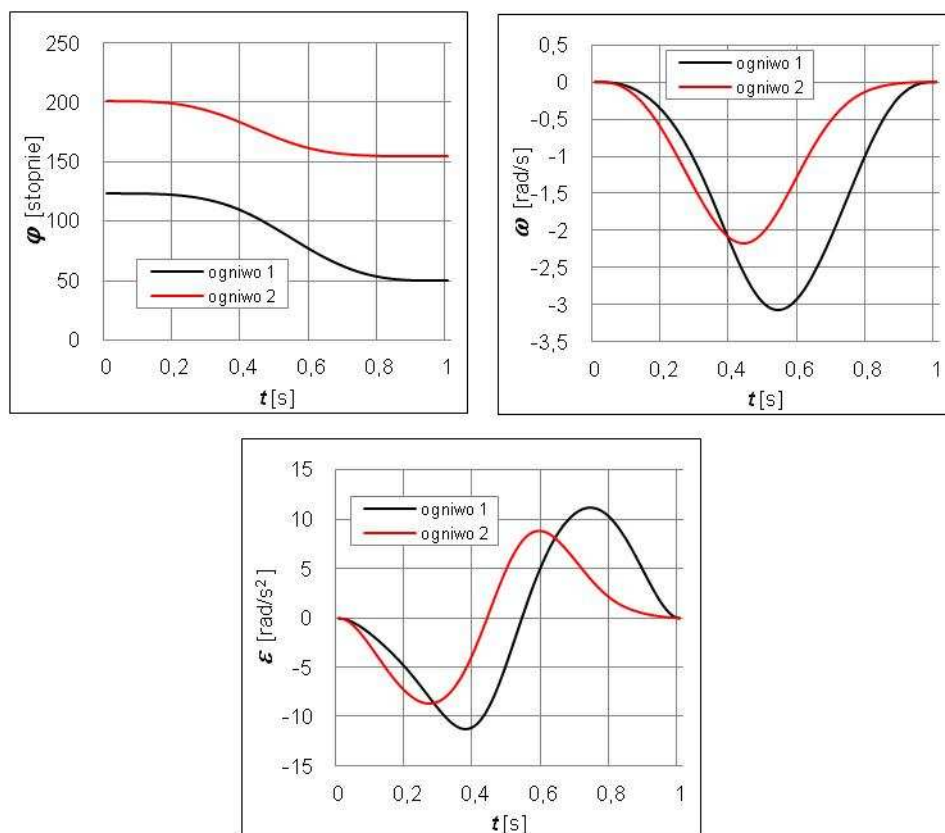 250
200
150
100
50
0
φ [stopnie]
ogniwo 1
ogniwo 2
0 0,2 0,4 0,6 0,8 1
t [s]
0,5
0
-0,5
-1
-1,5
-2
-2,5
-3
-3,5
ω [rad/s]
ogniwo 1
ogniwo 2
0 0,2 0,4 0,6 0,8 1
t [s]
15
10
5
0
-5
-10
-15
ε [rad/s²]
ogniwo 1
ogniwo 2
0 0,2 0,4 0,6 0,8 1
t [s]